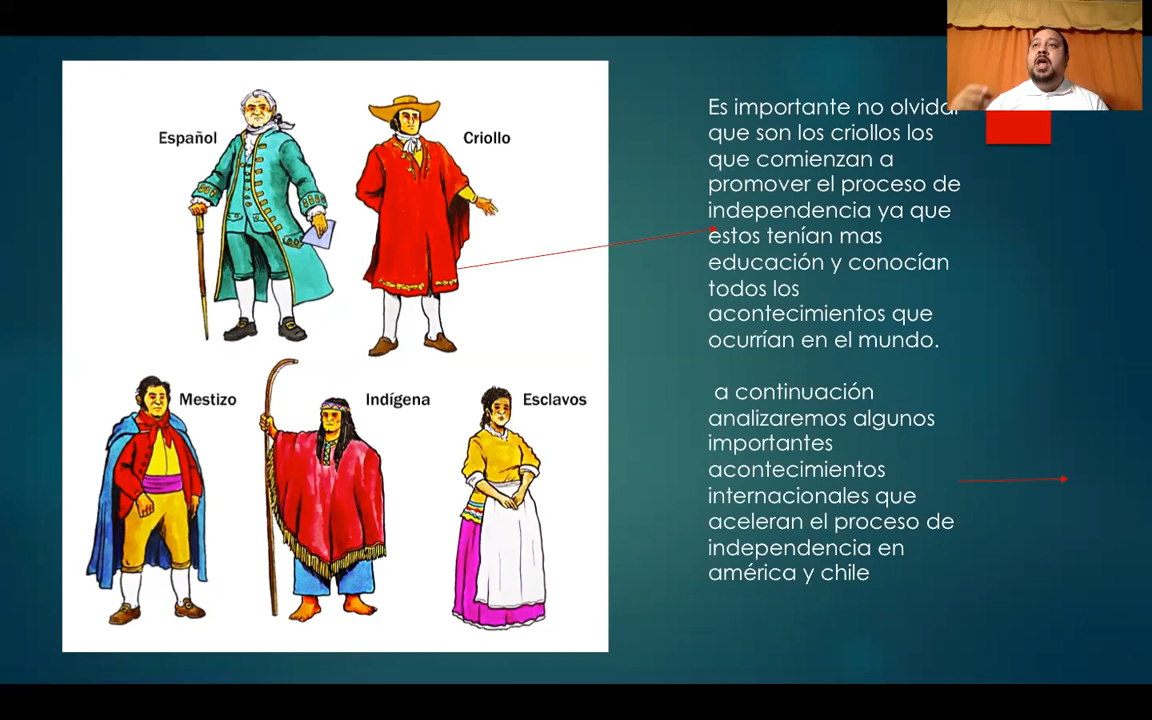 Español
Criollo
Mestizo
Indígena
Esclavos
Es importante no olvidar
que son los criollos los
que comienzan a
promover el proceso de
independencia ya que
estos tenían mas
educación y conocían
todos los
acontecimientos que
ocurrían en el mundo.
a continuación
analizaremos algunos
importantes
acontecimientos
internacionales que
aceleran el proceso de
independencia en
américa y chile